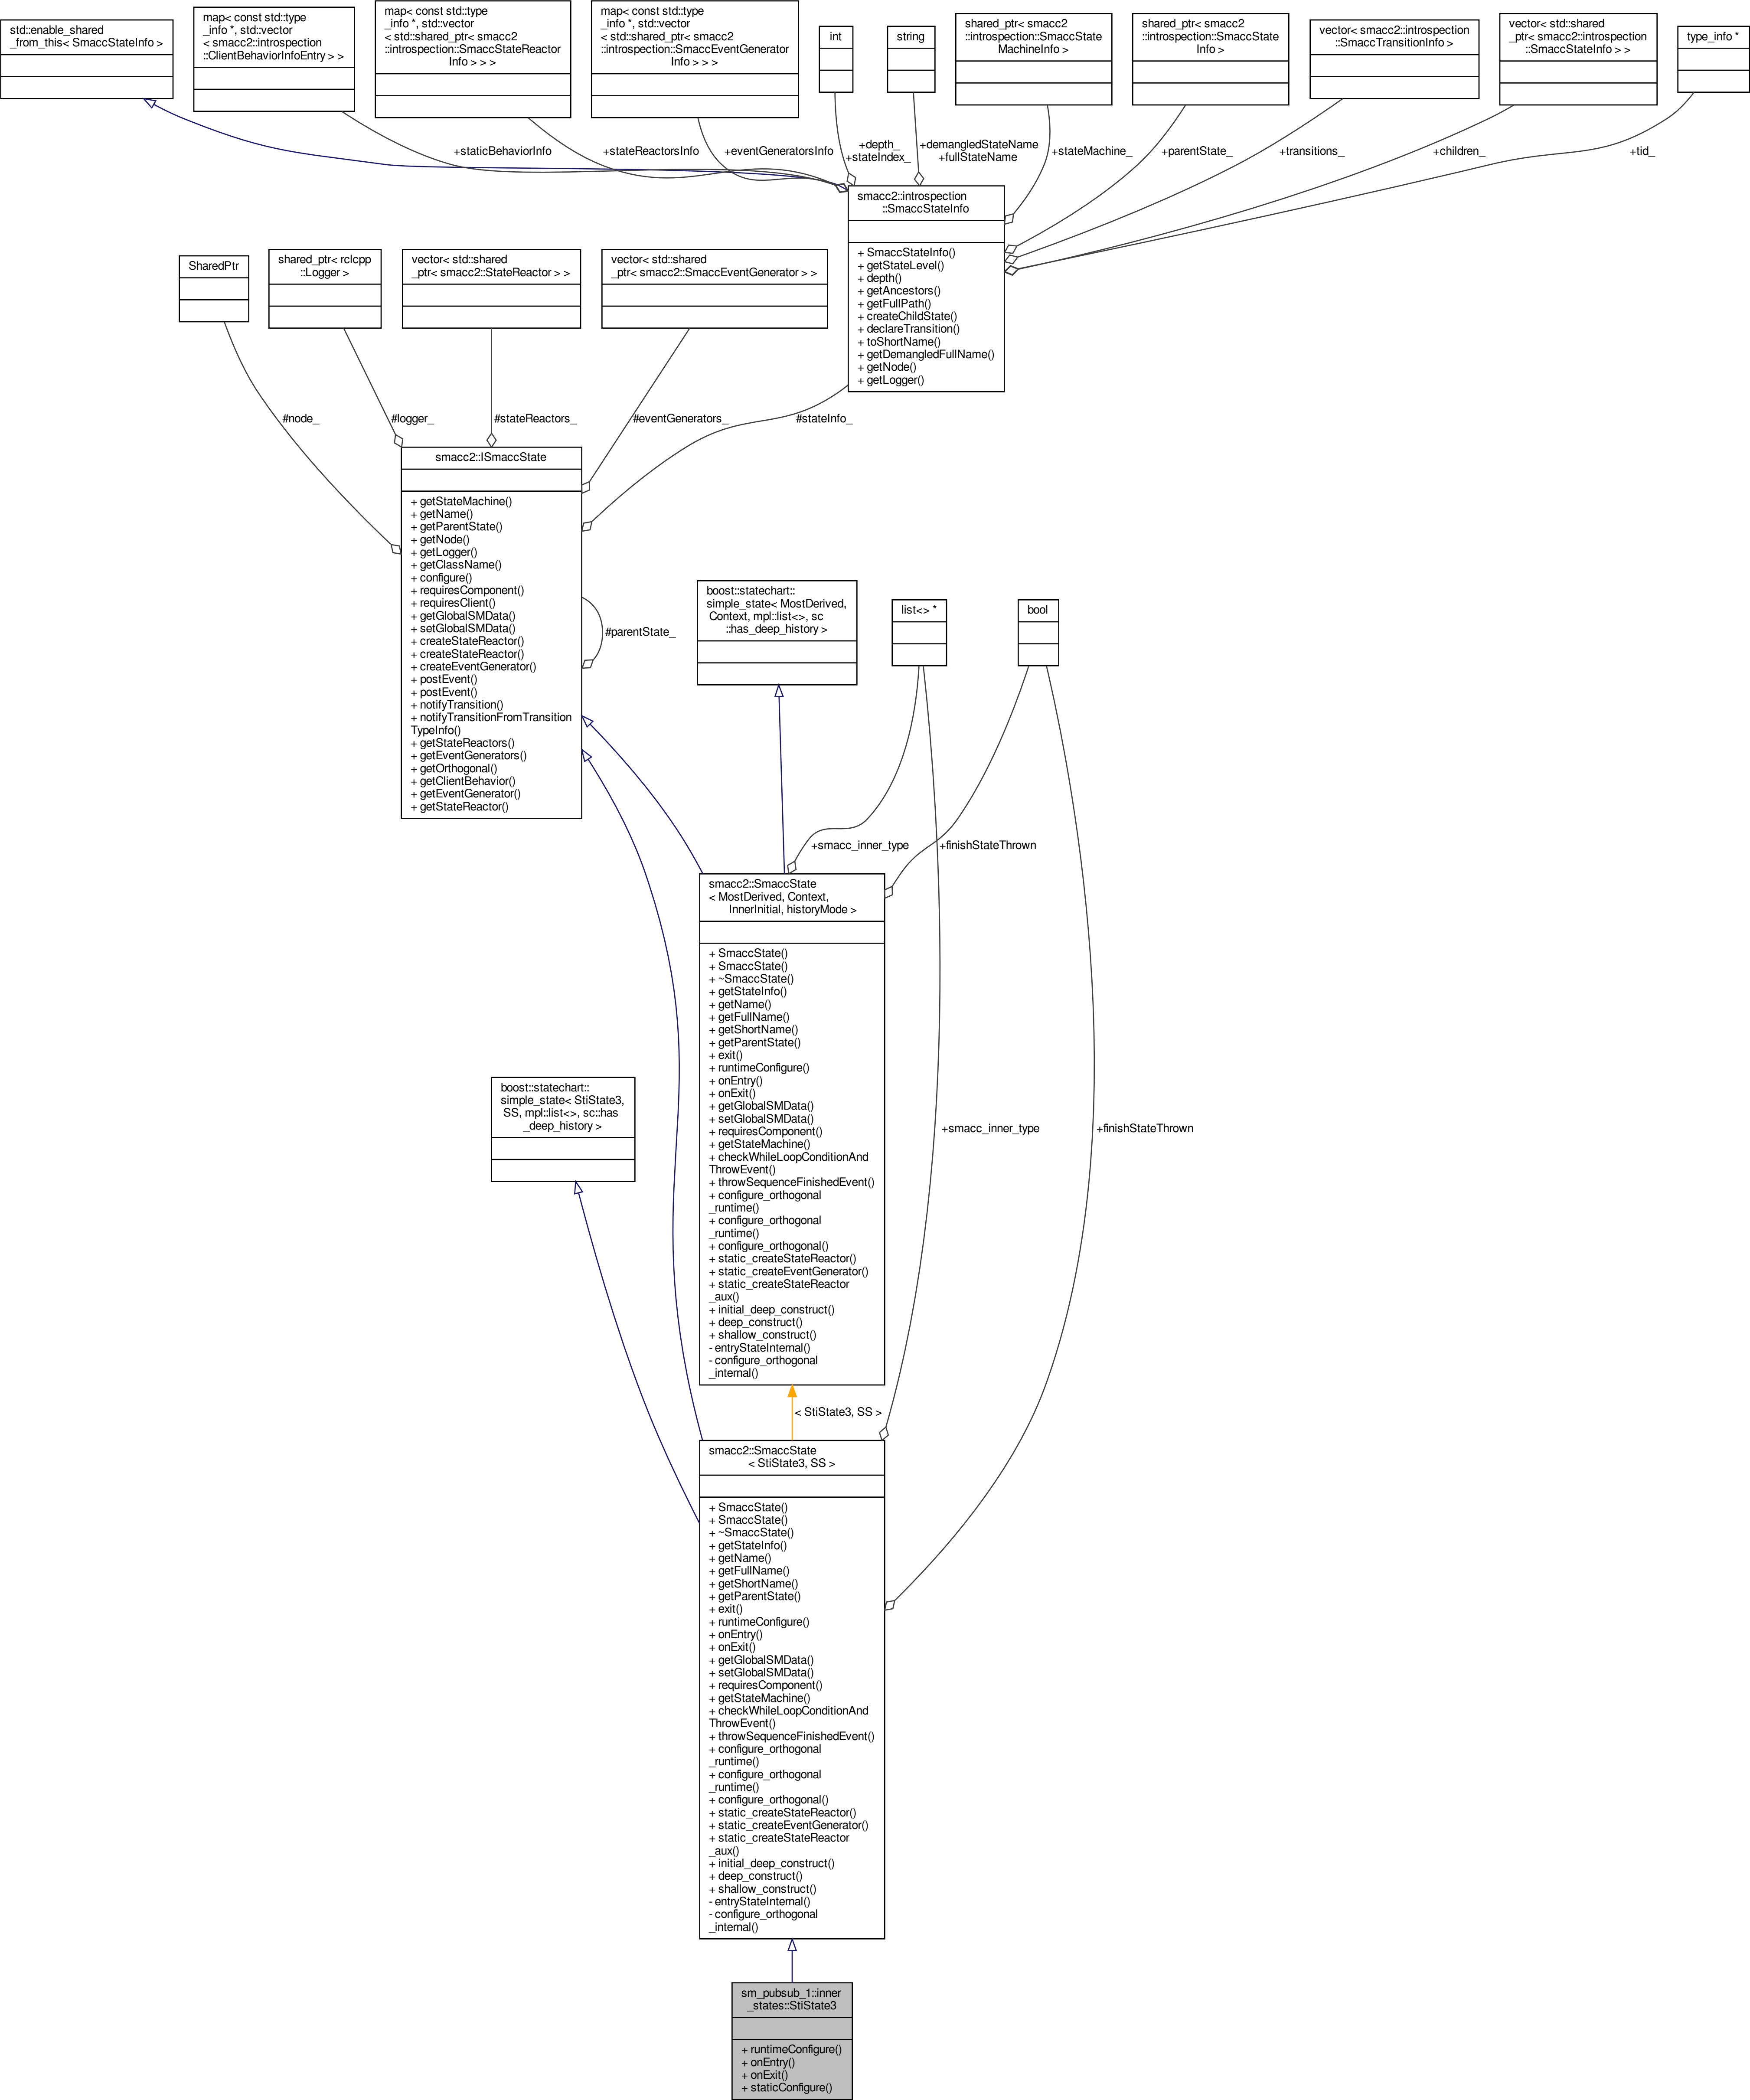 std::enable_shared
_from_this< SmaccStateInfo >
map< const std::type
_info *, std::vector
< smacc2::introspection
::ClientBehaviorInfoEntry > >
map< const std::type
_info *, std::vector
< std::shared_ptr< smacc2
::introspection::SmaccStateReactor
Info > > >
map< const std::type
_info *, std::vector
< std::shared_ptr< smacc2
::introspection::SmaccEventGenerator
Info > > >
int
string
shared_ptr< smacc2
::introspection::SmaccState
MachineInfo >
shared_ptr< smacc2
::introspection::SmaccState
Info >
vector< smacc2::introspection
::SmaccTransitionInfo >
vector< std::shared
_ptr< smacc2::introspection
::SmaccStateInfo > >
type_info *
+staticBehaviorInfo
+stateReactorsInfo
+eventGeneratorsInfo
+depth_
+stateIndex_
+demangledStateName
+fullStateName
+stateMachine_
+parentState_
+transitions_
+children_
+tid_
smacc2::introspection
::SmaccStateInfo
+ SmaccStateInfo()
+ getStateLevel()
+ depth()
+ getAncestors()
+ getFullPath()
+ createChildState()
+ declareTransition()
+ toShortName()
+ getDemangledFullName()
+ getNode()
+ getLogger()
SharedPtr
shared_ptr< rclcpp
::Logger >
vector< std::shared
_ptr< smacc2::StateReactor > >
vector< std::shared
_ptr< smacc2::SmaccEventGenerator > >
#node_
#logger_
#stateReactors_
#eventGenerators_
#stateInfo_
smacc2::ISmaccState
+ getStateMachine()
+ getName()
+ getParentState()
+ getNode()
+ getLogger()
+ getClassName()
+ configure()
+ requiresComponent()
+ requiresClient()
+ getGlobalSMData()
+ setGlobalSMData()
+ createStateReactor()
+ createStateReactor()
+ createEventGenerator()
+ postEvent()
+ postEvent()
+ notifyTransition()
+ notifyTransitionFromTransition
TypeInfo()
+ getStateReactors()
+ getEventGenerators()
+ getOrthogonal()
+ getClientBehavior()
+ getEventGenerator()
+ getStateReactor()
#parentState_
boost::statechart::
simple_state< MostDerived,
Context, mpl::list<>, sc
::has_deep_history >
list<> *
bool
+smacc_inner_type
+finishStateThrown
smacc2::SmaccState
< MostDerived, Context,
InnerInitial, historyMode >
+ SmaccState()
+ SmaccState()
+ ~SmaccState()
+ getStateInfo()
+ getName()
+ getFullName()
+ getShortName()
+ getParentState()
+ exit()
+ runtimeConfigure()
+ onEntry()
+ onExit()
+ getGlobalSMData()
+ setGlobalSMData()
+ requiresComponent()
+ getStateMachine()
+ checkWhileLoopConditionAnd
ThrowEvent()
+ throwSequenceFinishedEvent()
+ configure_orthogonal
_runtime()
+ configure_orthogonal
_runtime()
+ configure_orthogonal()
+ static_createStateReactor()
+ static_createEventGenerator()
+ static_createStateReactor
_aux()
+ initial_deep_construct()
+ deep_construct()
+ shallow_construct()
- entryStateInternal()
- configure_orthogonal
_internal()
boost::statechart::
simple_state< StiState3,
SS, mpl::list<>, sc::has
_deep_history >
+smacc_inner_type
+finishStateThrown
< StiState3, SS >
smacc2::SmaccState
< StiState3, SS >
+ SmaccState()
+ SmaccState()
+ ~SmaccState()
+ getStateInfo()
+ getName()
+ getFullName()
+ getShortName()
+ getParentState()
+ exit()
+ runtimeConfigure()
+ onEntry()
+ onExit()
+ getGlobalSMData()
+ setGlobalSMData()
+ requiresComponent()
+ getStateMachine()
+ checkWhileLoopConditionAnd
ThrowEvent()
+ throwSequenceFinishedEvent()
+ configure_orthogonal
_runtime()
+ configure_orthogonal
_runtime()
+ configure_orthogonal()
+ static_createStateReactor()
+ static_createEventGenerator()
+ static_createStateReactor
_aux()
+ initial_deep_construct()
+ deep_construct()
+ shallow_construct()
- entryStateInternal()
- configure_orthogonal
_internal()
sm_pubsub_1::inner
_states::StiState3
+ runtimeConfigure()
+ onEntry()
+ onExit()
+ staticConfigure()